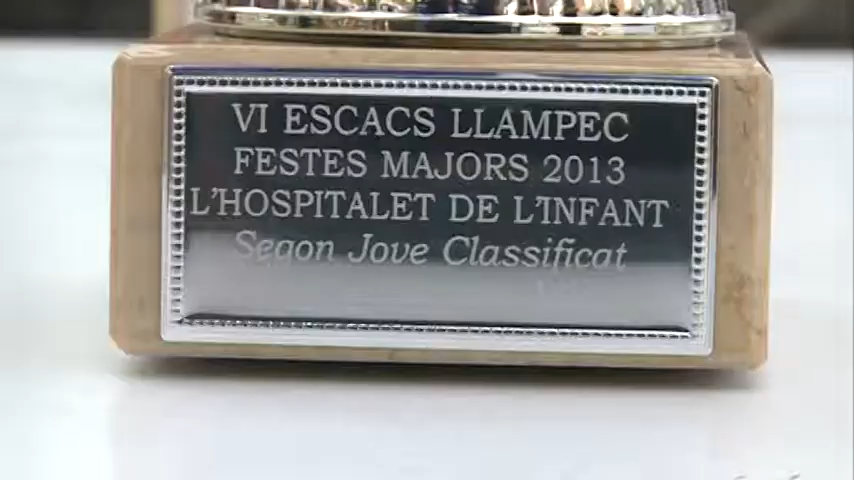 VI ESCACS LLAMPEC
FESTES MAJORS 2013
L'HOSPITALET DE L'INFANT
Segon Jove Classificat